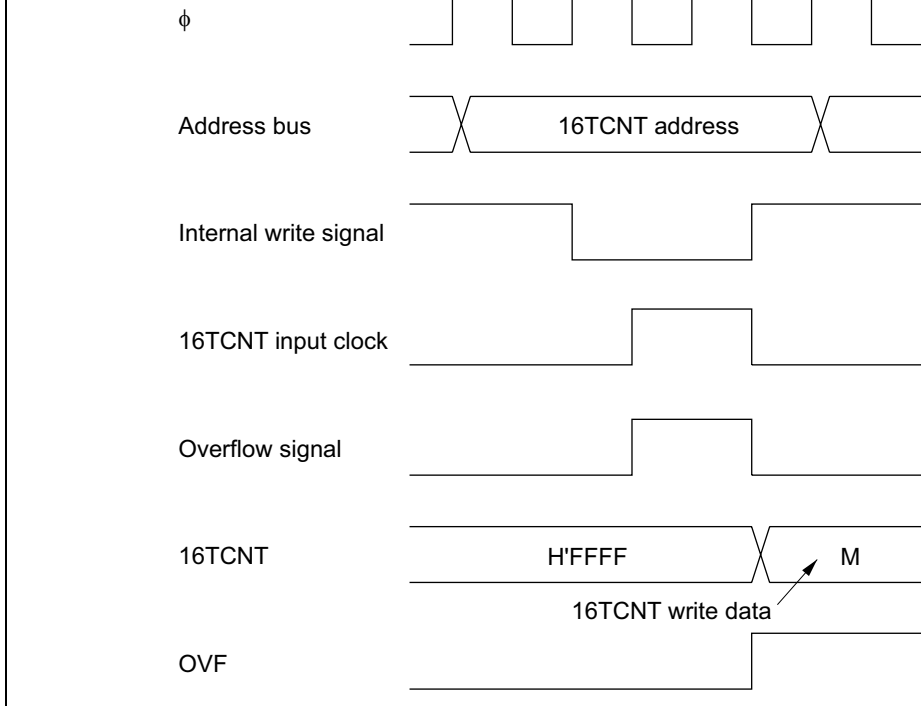 ϕ
Address bus
16TCNT address
Internal write signal
16TCNT input clock
Overflow signal
16TCNT
H'FFFF
M
16TCNT write data
OVF